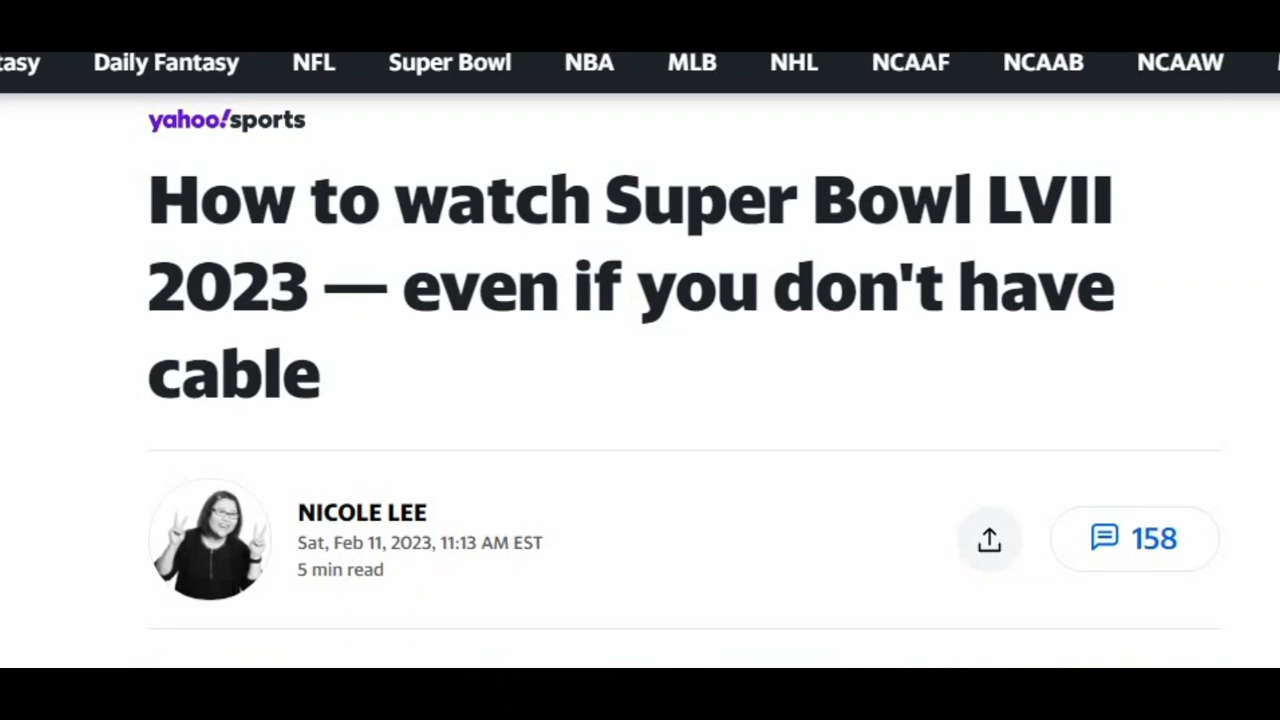 Daily Fantasy NFL Super Bowl NBA MLB NHL NCAAF NCAAB NCAAW
yahoo!sports
How to watch Super Bowl LVII
2023 — even if you don't have
cable
NICOLE LEE
Sat, Feb 11, 2023, 11:13 AM EST
5 min read
158